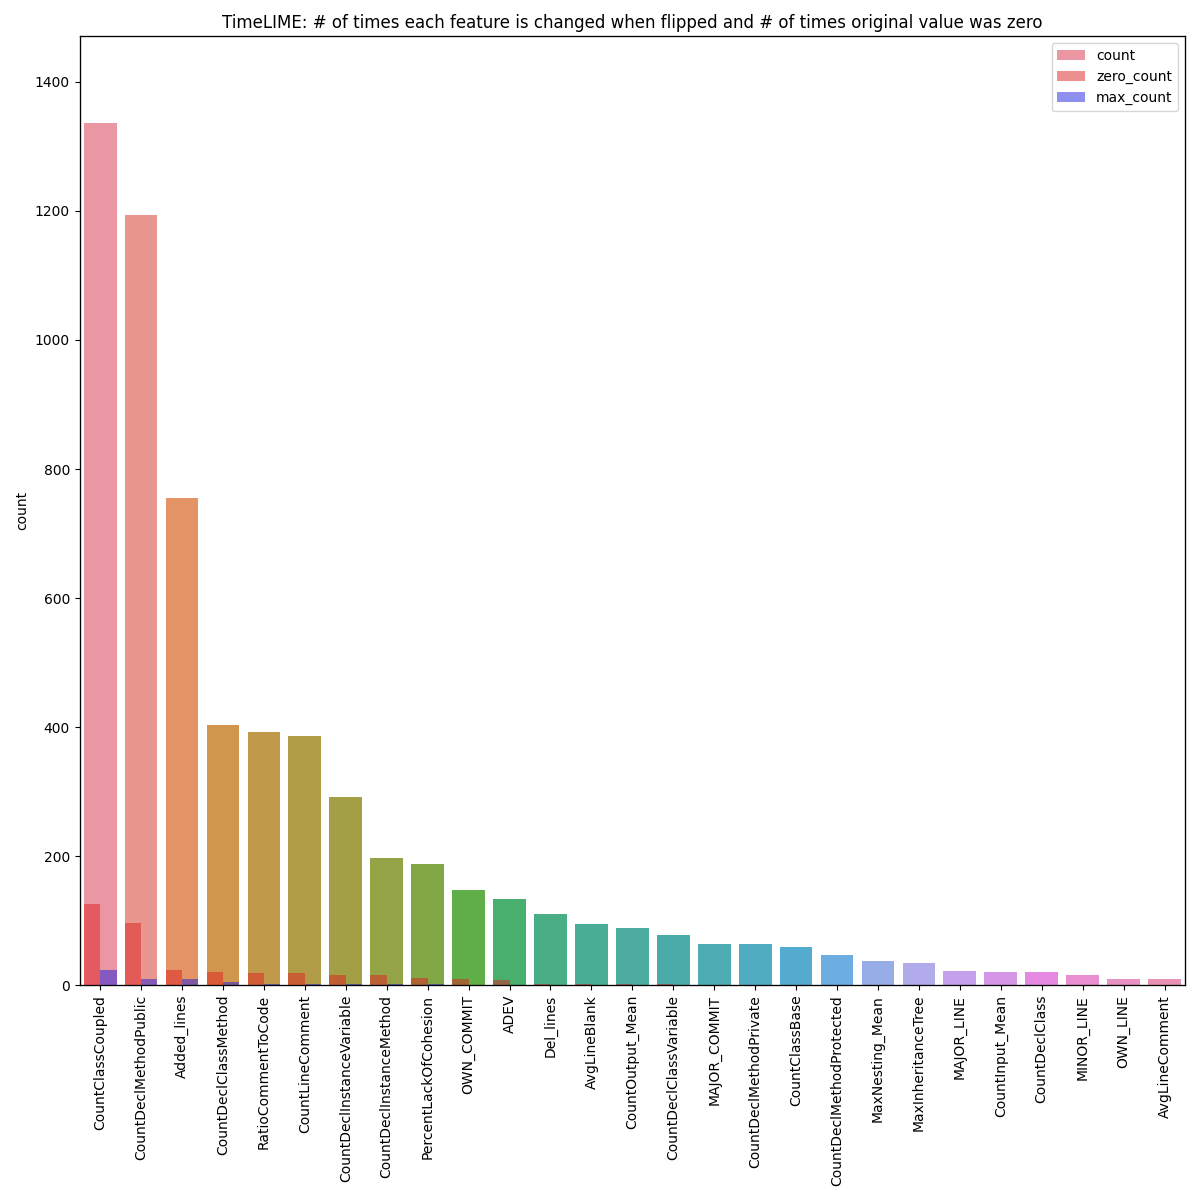 TimeLIME: # of times each feature is changed when flipped and # of times original value was zero
count
zero_count
max_count
1400
1200
1000
800
600
400
200
0
count
CountClassCoupled
CountDeclMethodPublic
Added_lines
CountDeclClassMethod
RatioCommentToCode
CountLineComment
CountDeclInstanceVariable
CountDeclInstanceMethod
PercentLackOfCohesion
OWN_COMMIT
ADEV
Del_lines
AvgLineBlank
CountOutput_Mean
CountDeclClassVariable
MAJOR_COMMIT
CountDeclMethodPrivate
CountClassBase
CountDeclMethodProtected
MaxNesting_Mean
MaxInheritanceTree
MAJOR_LINE
CountInput_Mean
CountDeclClass
MINOR_LINE
OWN_LINE
AvgLineComment